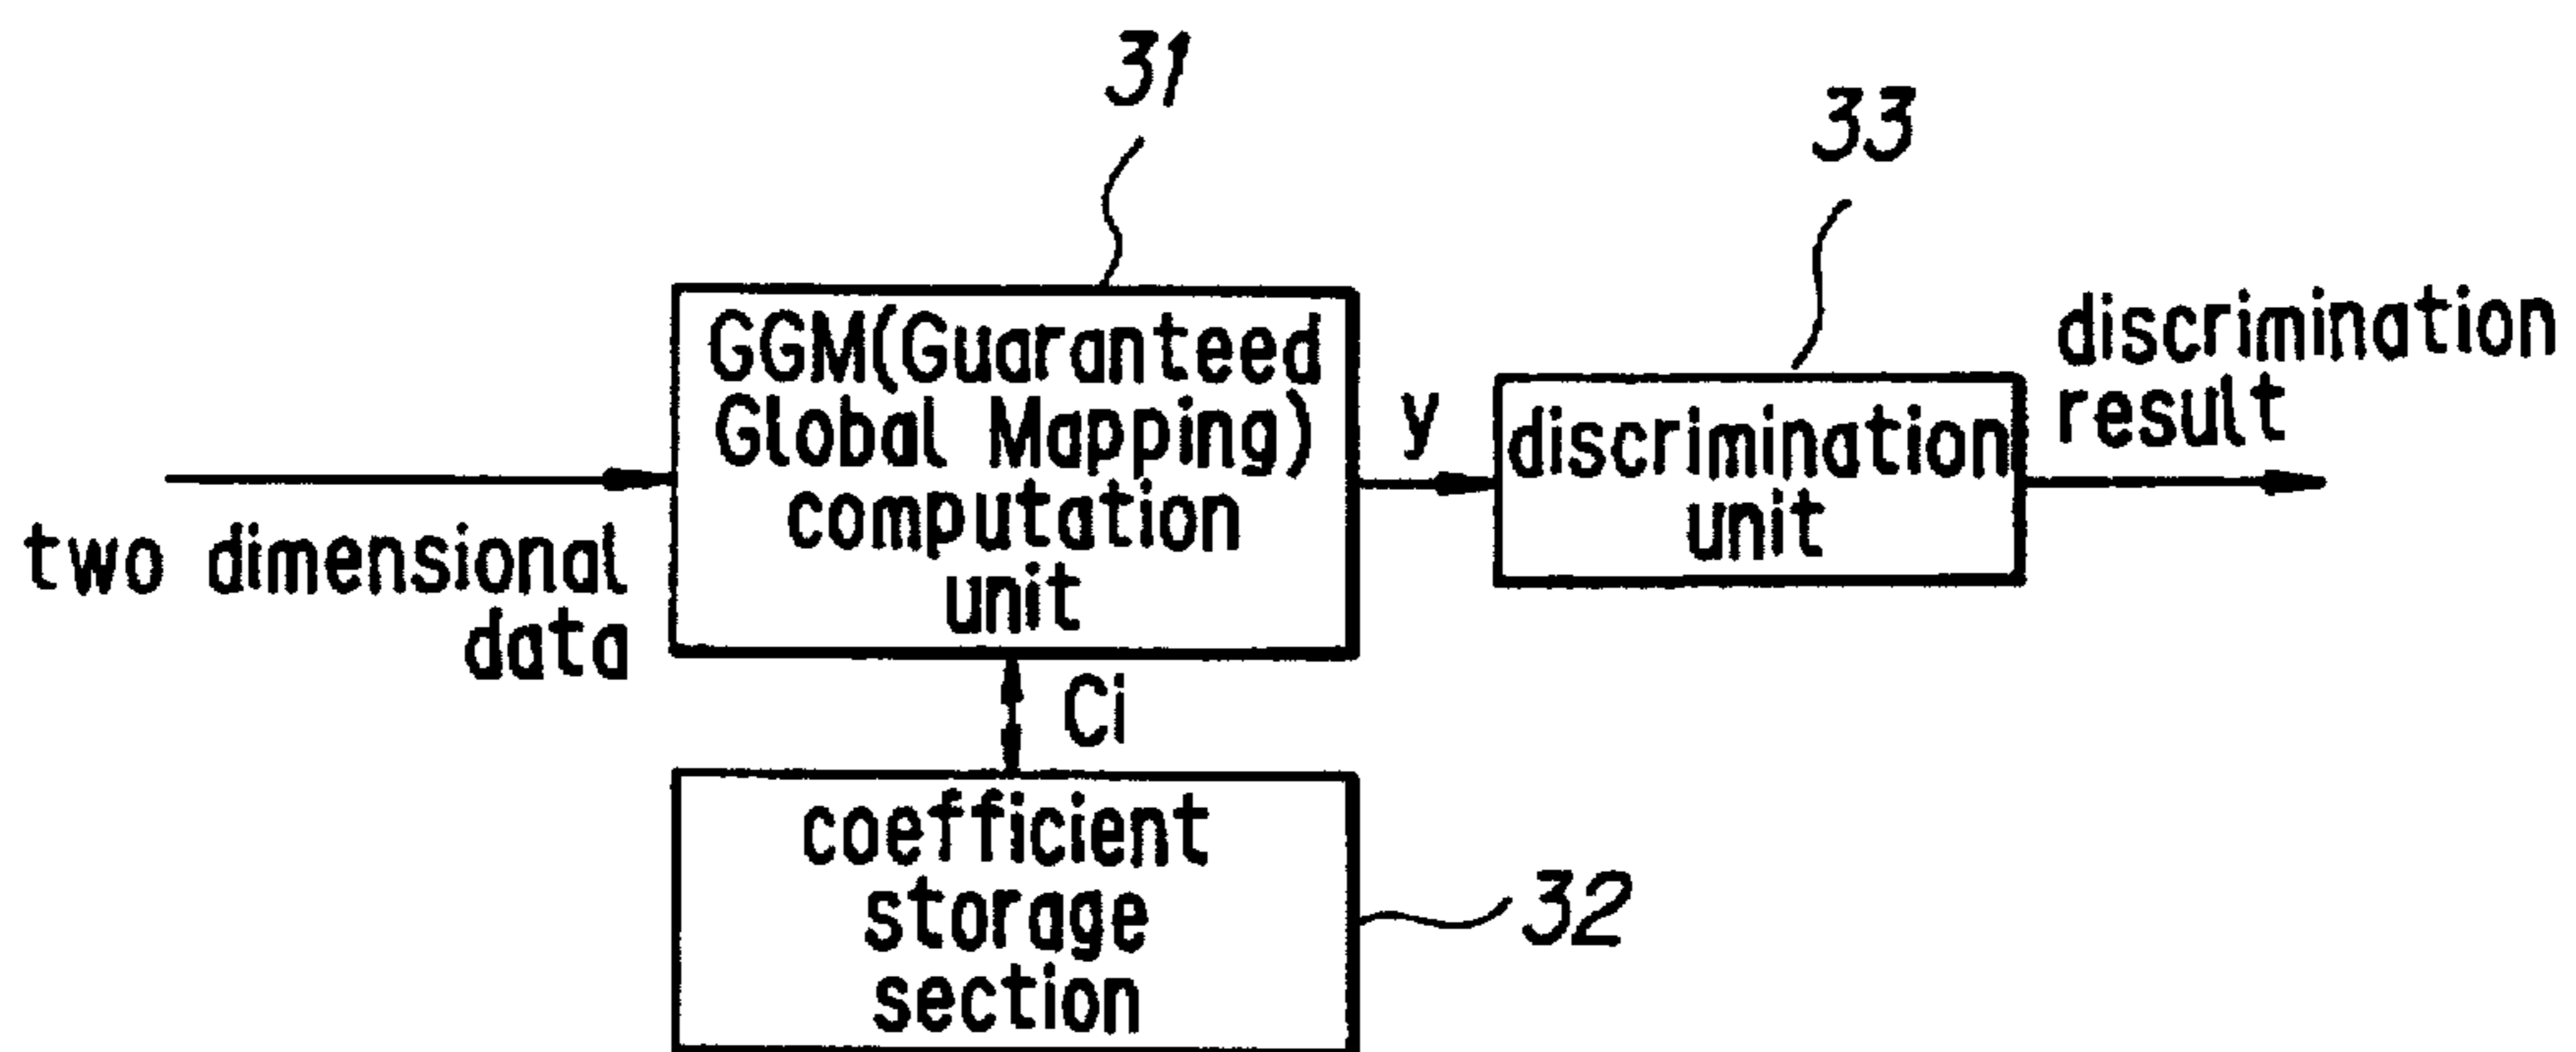 31
33
GGM(Guaranteed
Global Mapping)
computation
unit
y
discrimination
unit
discrimination
result
two dimensional
data
Ci
coefficient
storage
section
32